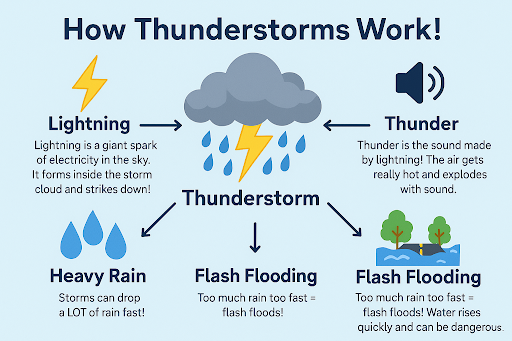 How Thunderstorms Work!
Lightning
Lightning is a giant spark
of electricity in the sky.
It forms inside the storm
cloud and strikes down!
Thunder
Thunder is the sound made
by lightning! The air gets
really hot and explodes
with sound.
Thunderstorm
Heavy Rain
Storms can drop
a LOT of rain fast!
Flash Flooding
Too much rain too fast =
flash floods!
Flash Flooding
Too much rain too fast =
flash floods! Water rises
quickly and can be dangerous.